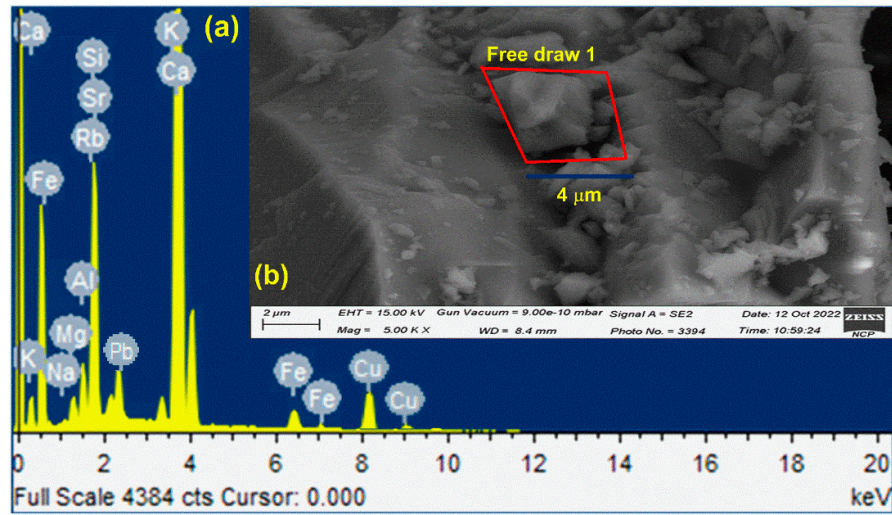 (a)
Ca
K
Si
Ca
Sr
Rb
Fe
Al
Mg
Pb
K
Na
Fe
Fe
Cu
Cu
Free draw 1
4 μm
(b)
2 μm
EHT = 15.00 kV Gun Vacuum = 9.00e-10 mbar Signal A = SE2 Date: 12 Oct 2022
Mag = 5.00 K X WD = 8.4 mm Photo No. = 3394 Time: 10:59:24
ZEISS
NCP
0 2 4 6 8 10 12 14 16 18 20
Full Scale 4384 cts Cursor: 0.000 keV